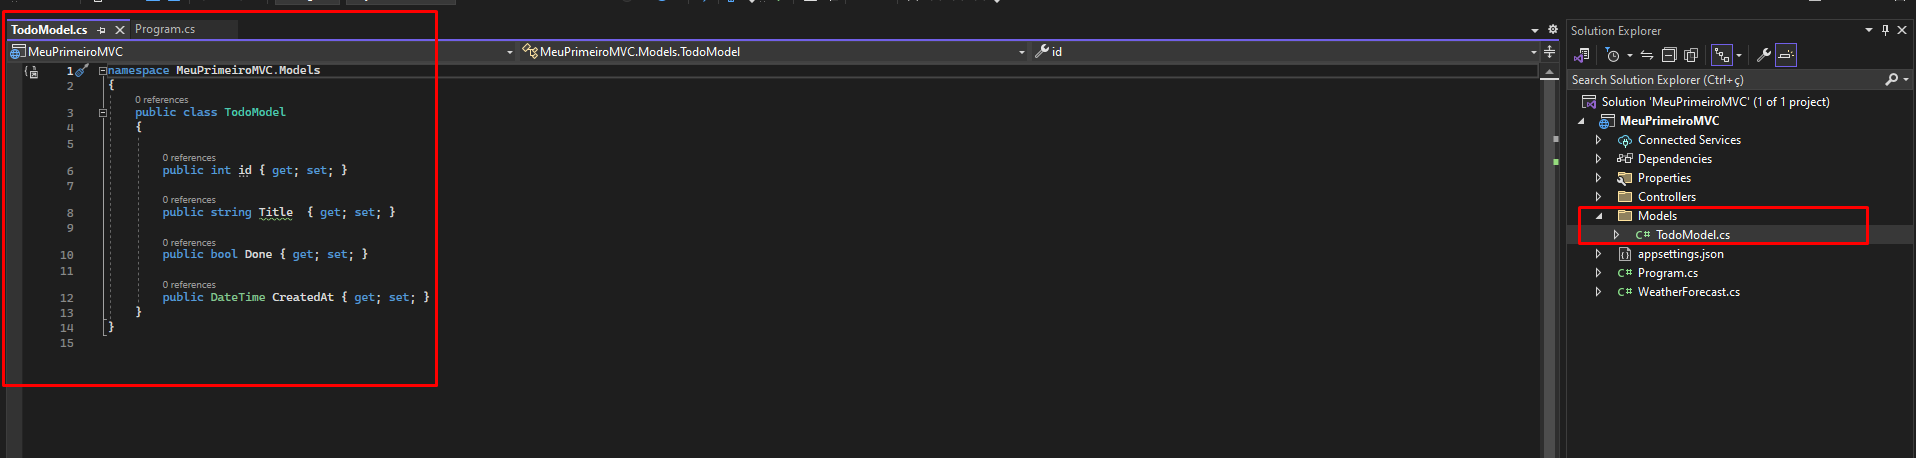 TodoModel.cs
Program.cs
MeuPrimeiroMVC
MeuPrimeiroMVC.Models.TodoModel
id
1 namespace MeuPrimeiroMVC.Models
2 {
0 references
3 public class TodoModel
4 {
5
0 references
6 public int id { get; set; }
7
0 references
8 public string Title  { get; set; }
9
0 references
10 public bool Done { get; set; }
11
0 references
12 public DateTime CreatedAt { get; set; }
13 }
14 }
15
Solution Explorer
Search Solution Explorer (Ctrl+ç)
Solution 'MeuPrimeiroMVC' (1 of 1 project)
MeuPrimeiroMVC
Connected Services
Dependencies
Properties
Controllers
Models
C# TodoModel.cs
appsettings.json
C# Program.cs
C# WeatherForecast.cs